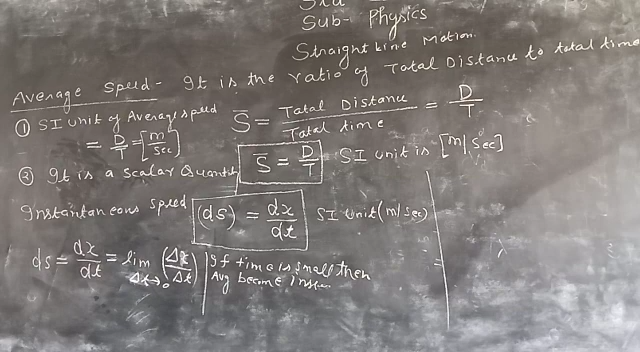 Sub- Physics
Straight Line Motion.
Average speed- It is the ratio of Total Distance to total time
① SI unit of Average speed S̅ = Total Distance / Total time = D/T
= D/T = [m/sec]
S̅ = D/T SI unit is [m/sec]
② It is a Scalar
Instantaneous speed (ds) = dx/dt SI Unit (m/sec)
ds = dx/dt = lim Δt→0 (Δx/Δt) If time is small then
Avg become